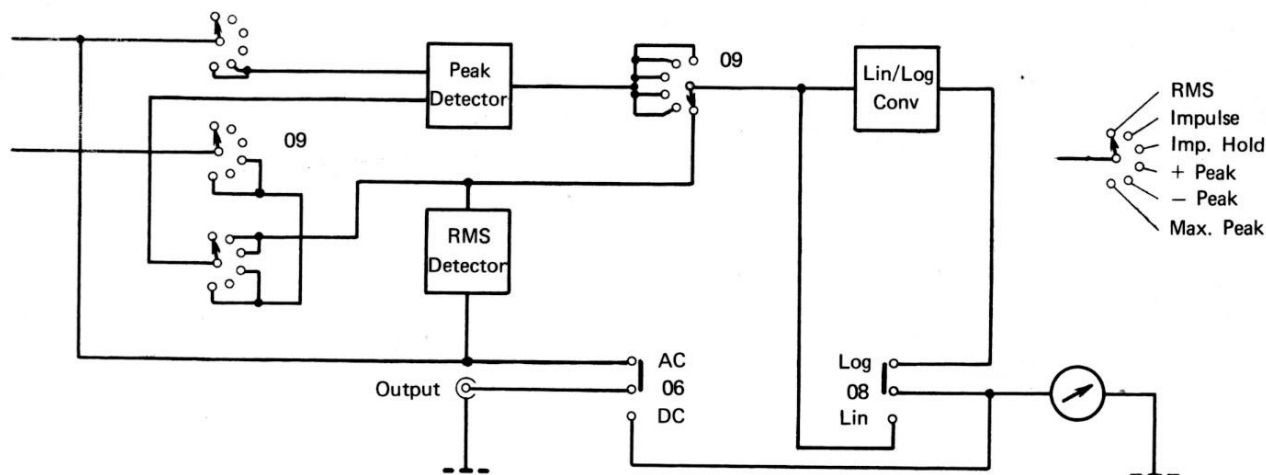 Peak
Detector
09
Lin/Log
Conv
RMS
Impulse
Imp. Hold
+ Peak
− Peak
Max. Peak
09
RMS
Detector
AC
Output
06
DC
Log
08
Lin